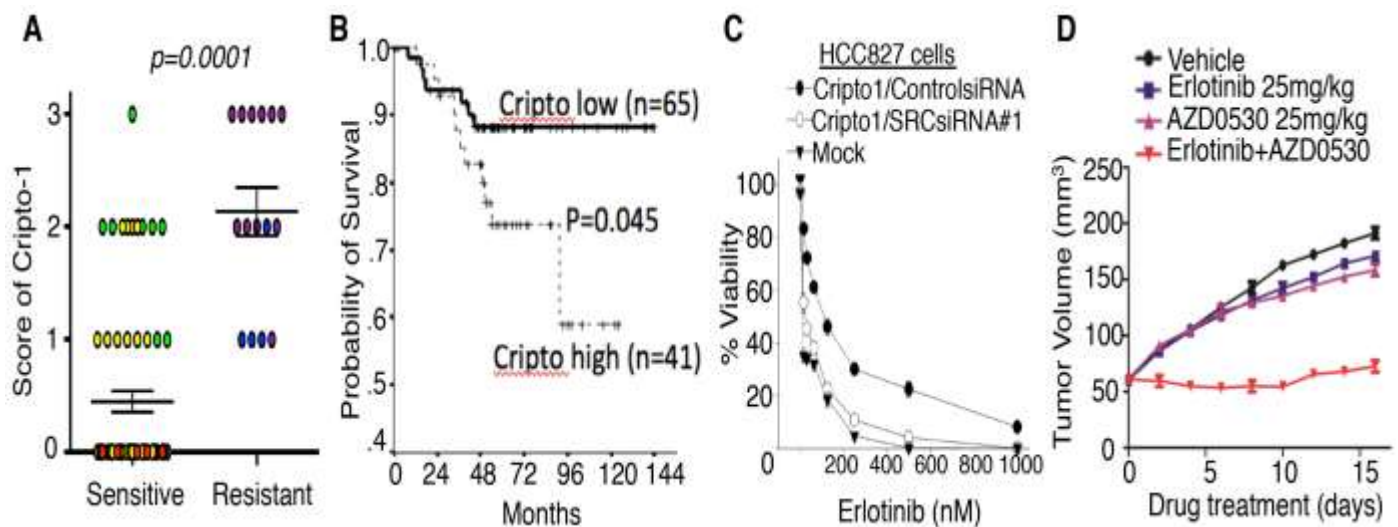 A
p=0.0001
Score of Cripto-1
3
2
1
0
Sensitive
Resistant
B
Probability of Survival
1.0
.9
.8
.7
.6
.5
.4
Cripto low (n=65)
P=0.045
Cripto high (n=41)
0 24 48 72 96 120 144
Months
C
HCC827 cells
Cripto1/ControlsiRNA
Cripto1/SRCsiRNA#1
Mock
% Viability
100
80
60
40
20
0
200 400 600 800 1000
Erlotinib (nM)
D
Vehicle
Erlotinib 25mg/kg
AZD0530 25mg/kg
Erlotinib+AZD0530
Tumor Volume (mm³)
250
200
150
100
50
0
0 5 10 15
Drug treatment (days)